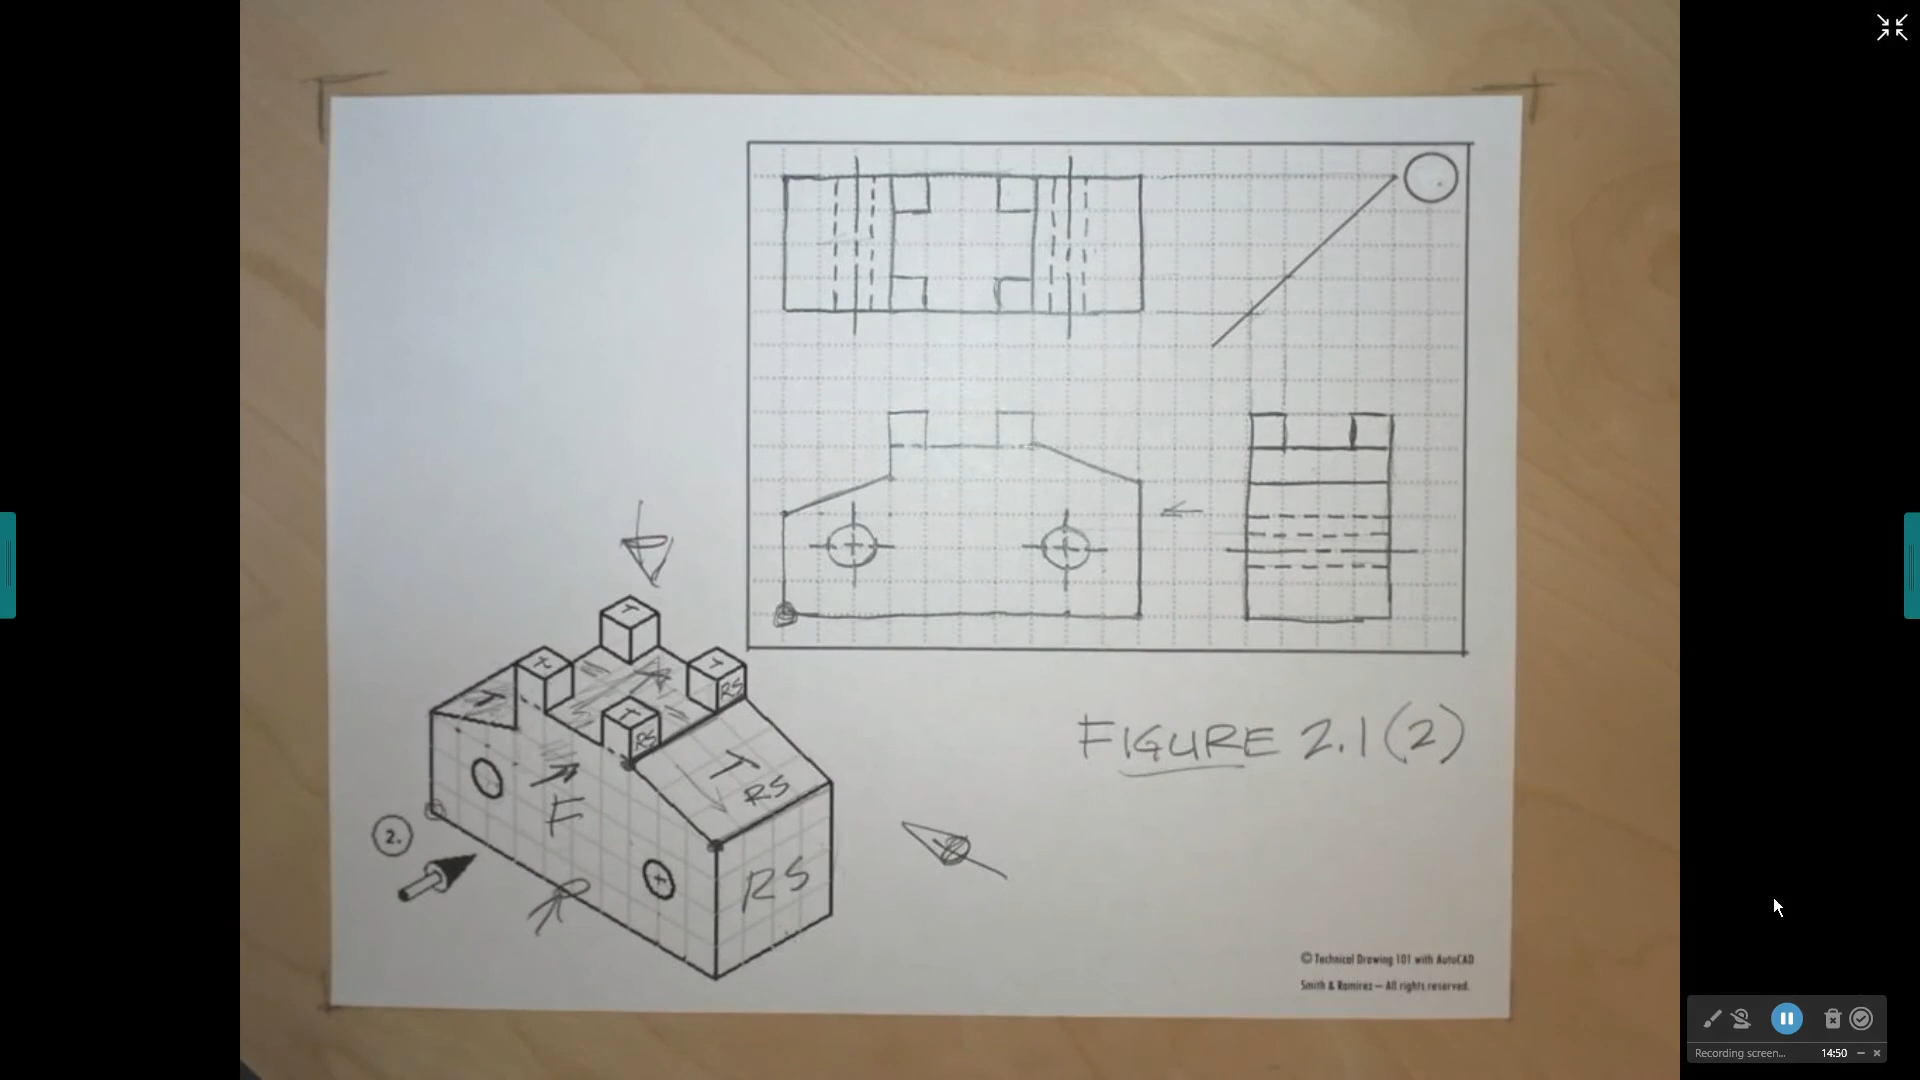 T
T
T
RS
T
RS
T
T
RS
F
RS
2.
FIGURE 2.1 (2)
© Technical Drawing 101 with AutoCAD
Smith & Ramirez – All rights reserved.
Recording screen...
14:50